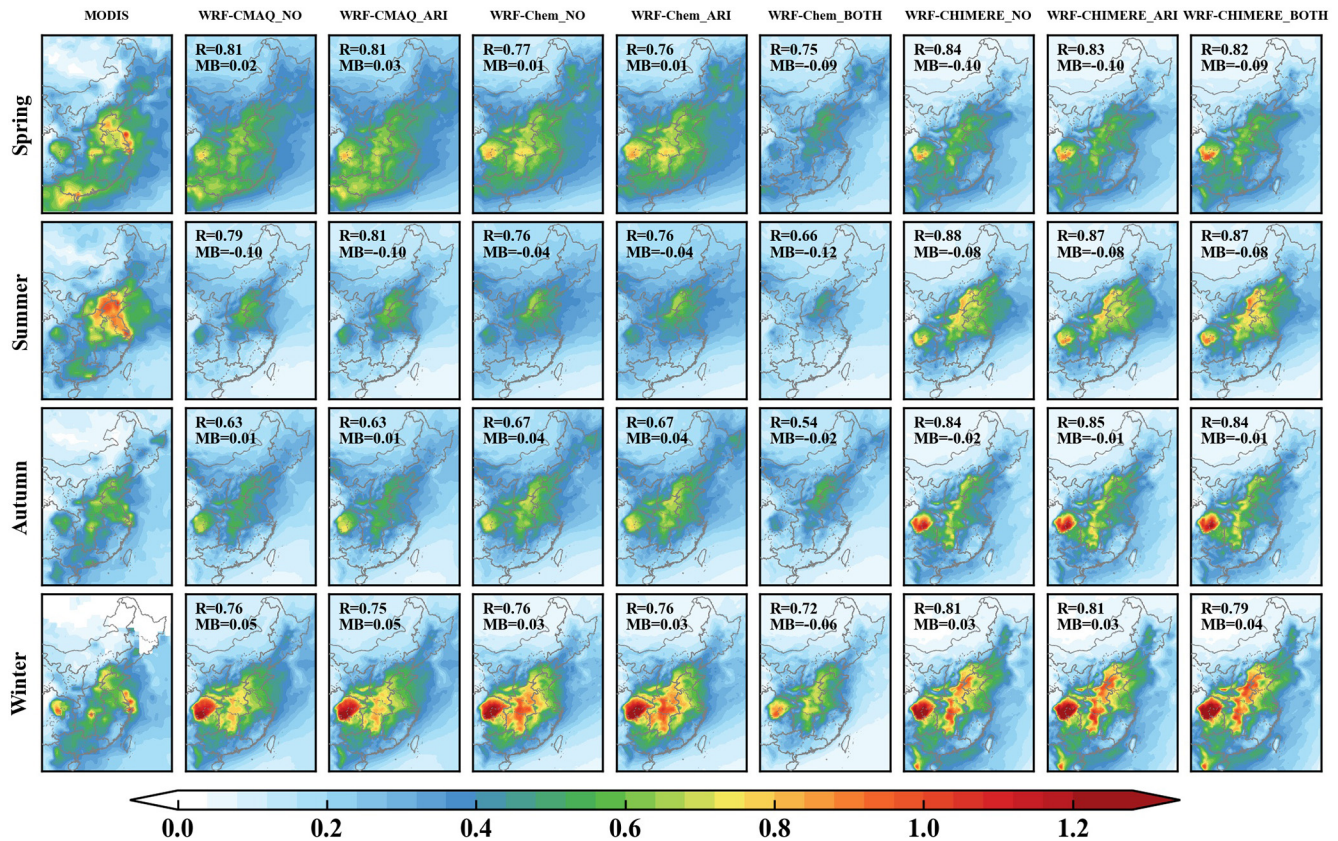 MODIS WRF-CMAQ_NO WRF-CMAQ_ARI WRF-Chem_NO WRF-Chem_ARI WRF-Chem_BOTH WRF-CHIMERE_NO WRF-CHIMERE_ARI WRF-CHIMERE_BOTH
Spring
R=0.81 R=0.81 R=0.77 R=0.76 R=0.75 R=0.84 R=0.83 R=0.82
MB=0.02 MB=0.03 MB=0.01 MB=0.01 MB=-0.09 MB=-0.10 MB=-0.10 MB=-0.09
Summer
R=0.79 R=0.81 R=0.76 R=0.76 R=0.66 R=0.88 R=0.87 R=0.87
MB=-0.10 MB=-0.10 MB=-0.04 MB=-0.04 MB=-0.12 MB=-0.08 MB=-0.08 MB=-0.08
Autumn
R=0.63 R=0.63 R=0.67 R=0.67 R=0.54 R=0.84 R=0.85 R=0.84
MB=0.01 MB=0.01 MB=0.04 MB=0.04 MB=-0.02 MB=-0.02 MB=-0.01 MB=-0.01
Winter
R=0.76 R=0.75 R=0.76 R=0.76 R=0.72 R=0.81 R=0.81 R=0.79
MB=0.05 MB=0.05 MB=0.03 MB=0.03 MB=-0.06 MB=0.03 MB=0.03 MB=0.04
0.0 0.2 0.4 0.6 0.8 1.0 1.2